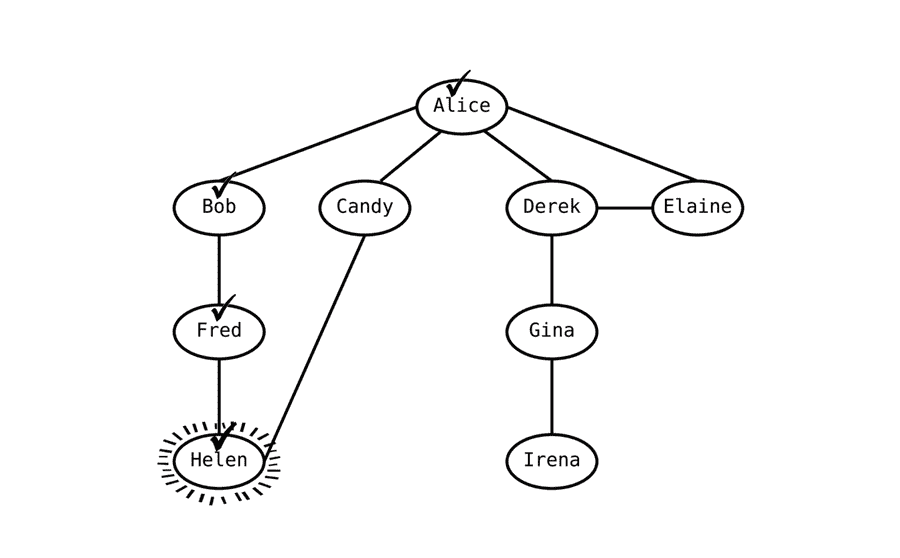 Alice
Bob
Candy
Derek
Elaine
Fred
Gina
Helen
Irena